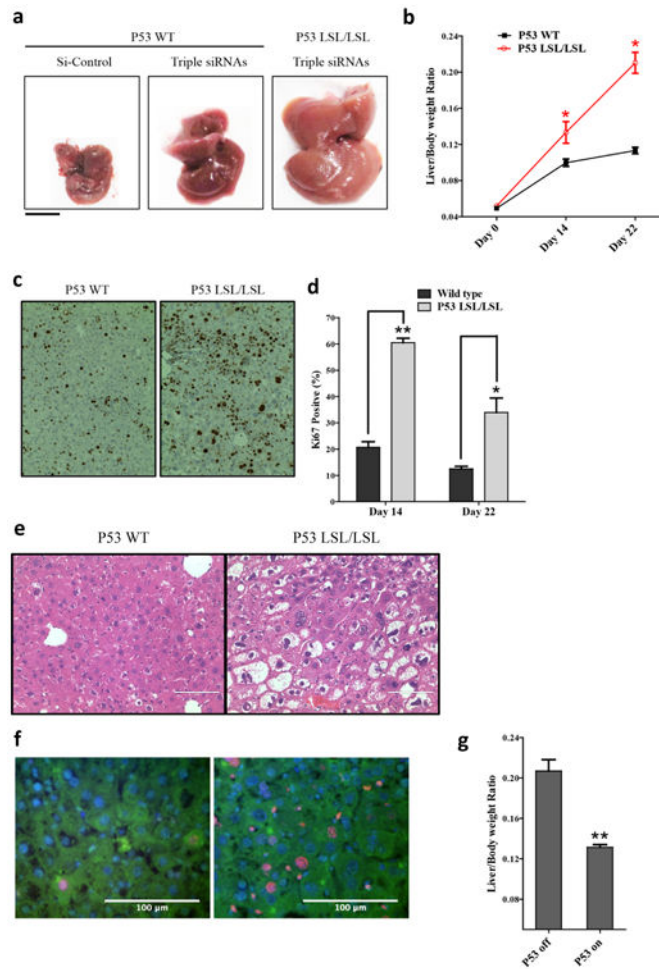 a
P53 WT
P53 LSL/LSL
Si-Control
Triple siRNAs
Triple siRNAs
b
P53 WT
P53 LSL/LSL
Liver/Body weight Ratio
0.24
0.20
0.16
0.12
0.08
0.04
*
*
Day 0
Day 14
Day 22
c
P53 WT
P53 LSL/LSL
d
Wild type
P53 LSL/LSL
Ki67 Positve (%)
70
60
50
40
30
20
10
0
**
*
Day 14
Day 22
e
P53 WT
P53 LSL/LSL
f
100 µm
100 µm
g
Liver/Body weight Ratio
0.24
0.20
0.16
0.12
0.08
**
P53 off
P53 on